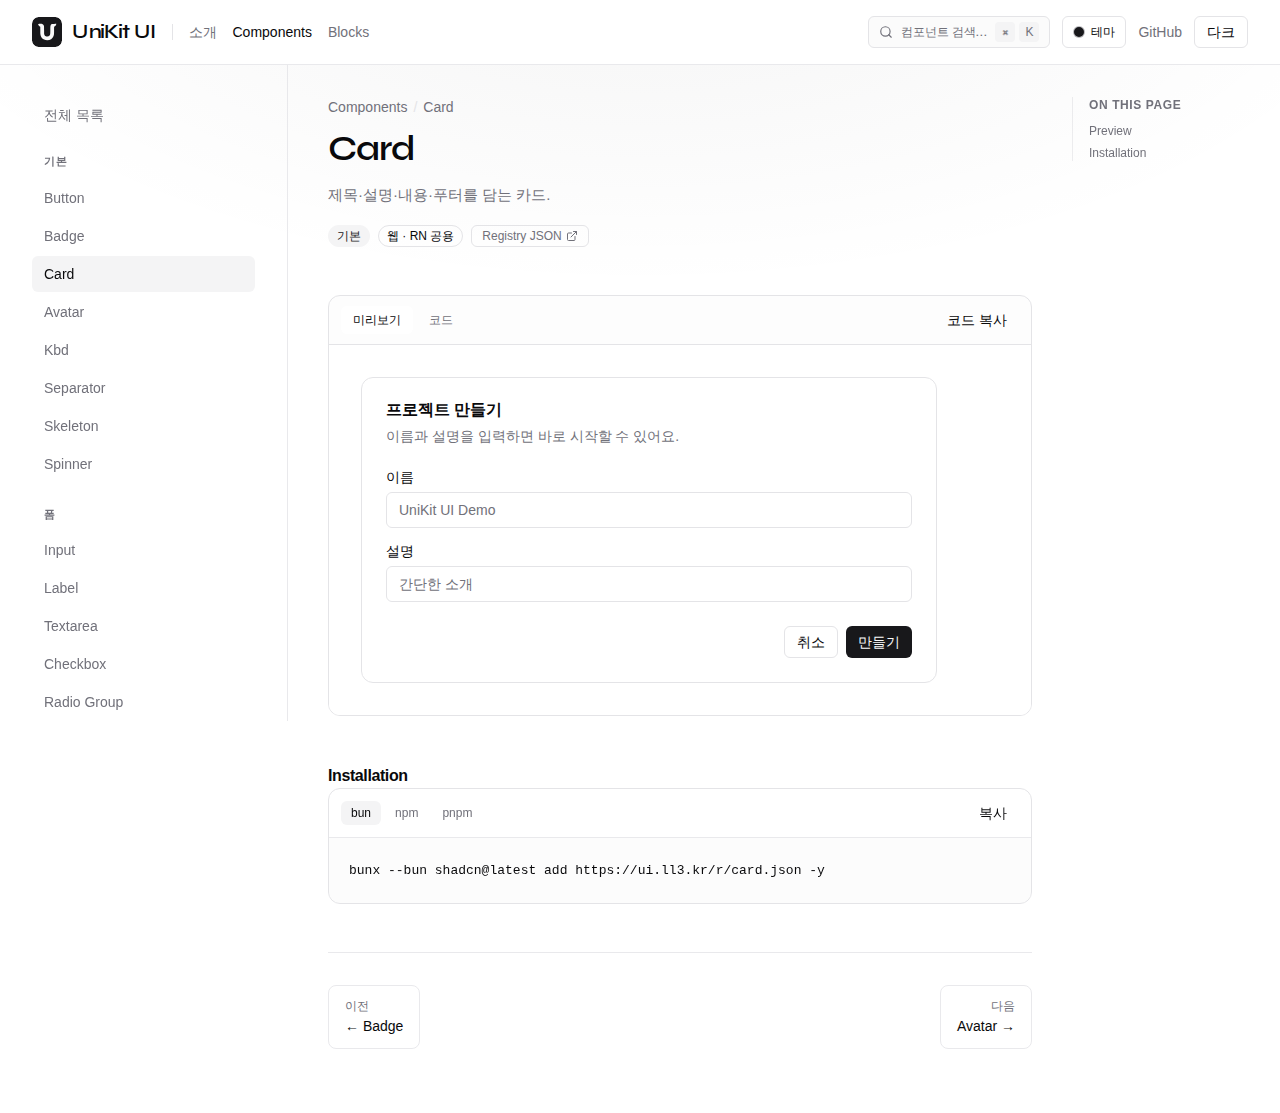 UniKit UI 소개 Components Blocks 컴포넌트 검색… ⌘ K 테마 GitHub 다크
전체 목록
기본
Button
Badge
Card
Avatar
Kbd
Separator
Skeleton
Spinner
폼
Input
Label
Textarea
Checkbox
Radio Group
Components / Card
Card
제목·설명·내용·푸터를 담는 카드.
기본 웹 · RN 공용 Registry JSON
미리보기 코드 코드 복사
프로젝트 만들기
이름과 설명을 입력하면 바로 시작할 수 있어요.
이름
UniKit UI Demo
설명
간단한 소개
취소 만들기
Installation
bun npm pnpm 복사
bunx --bun shadcn@latest add https://ui.ll3.kr/r/card.json -y
이전
← Badge
다음
Avatar →
ON THIS PAGE
Preview
Installation